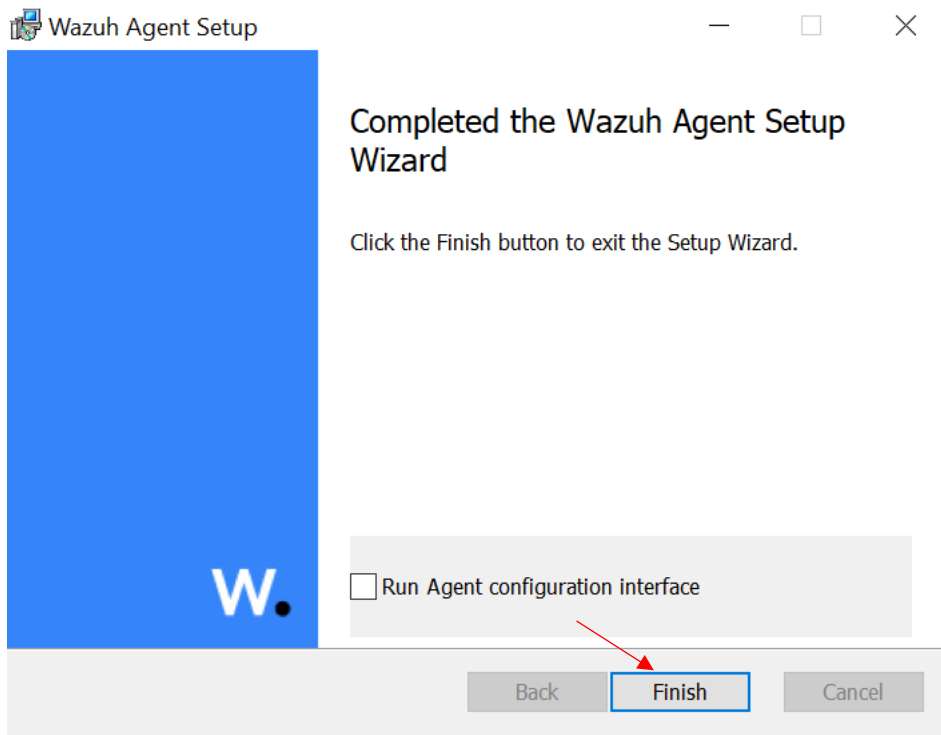 Wazuh Agent Setup
Completed the Wazuh Agent Setup
Wizard
Click the Finish button to exit the Setup Wizard.
W.
Run Agent configuration interface
Back
Finish
Cancel